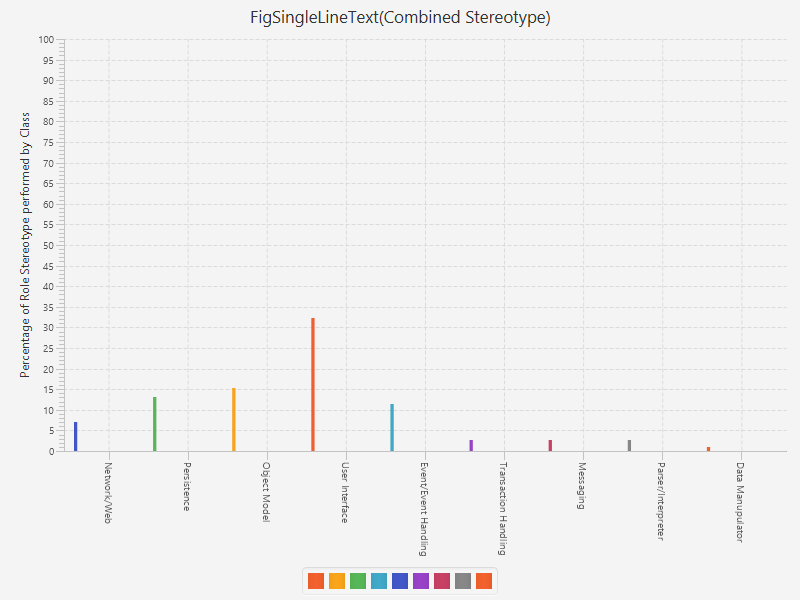 FigSingleLineText(Combined Stereotype)
Percentage of Role Stereotype performed by Class
100
95
90
85
80
75
70
65
60
55
50
45
40
35
30
25
20
15
10
5
0
Network/Web
Persistence
Object Model
User Interface
Event/Event Handling
Transaction Handling
Messaging
Parser/Interpreter
Data Manupulator